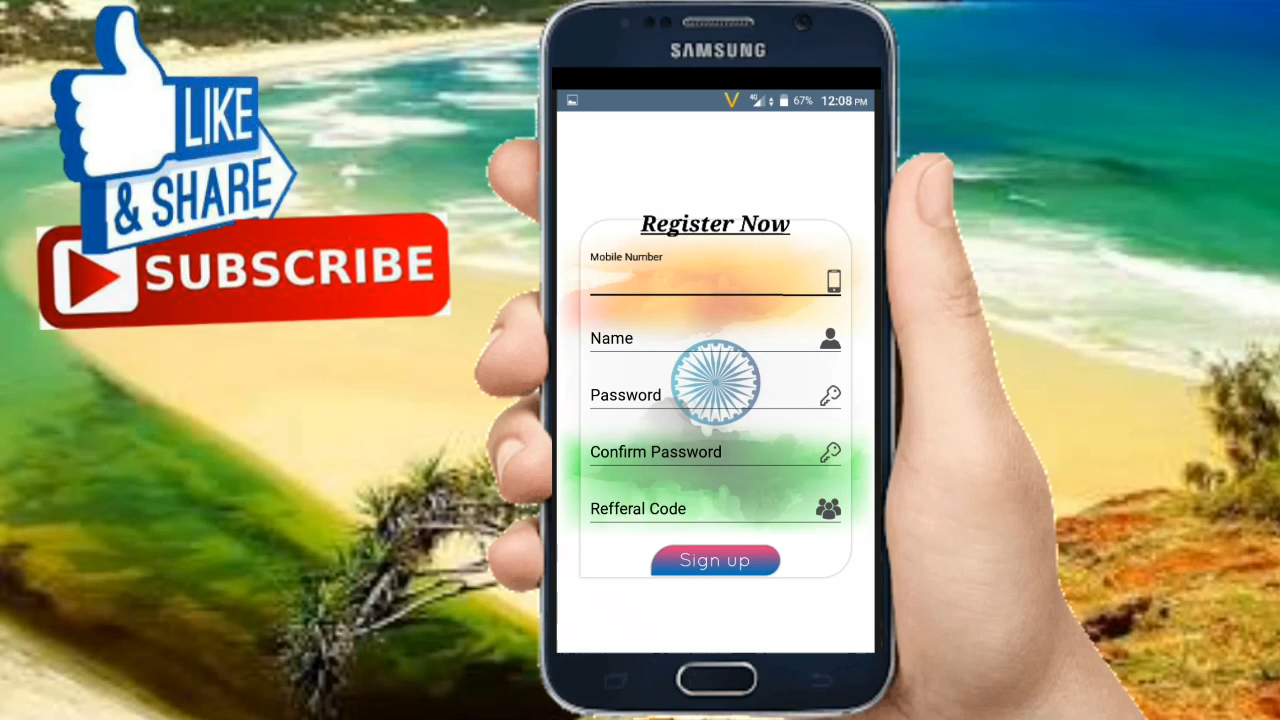 LIKE
& SHARE
SUBSCRIBE
SAMSUNG
4G 67% 12:08 PM
Register Now
Mobile Number
Name
Password
Confirm Password
Refferal Code
Sign up